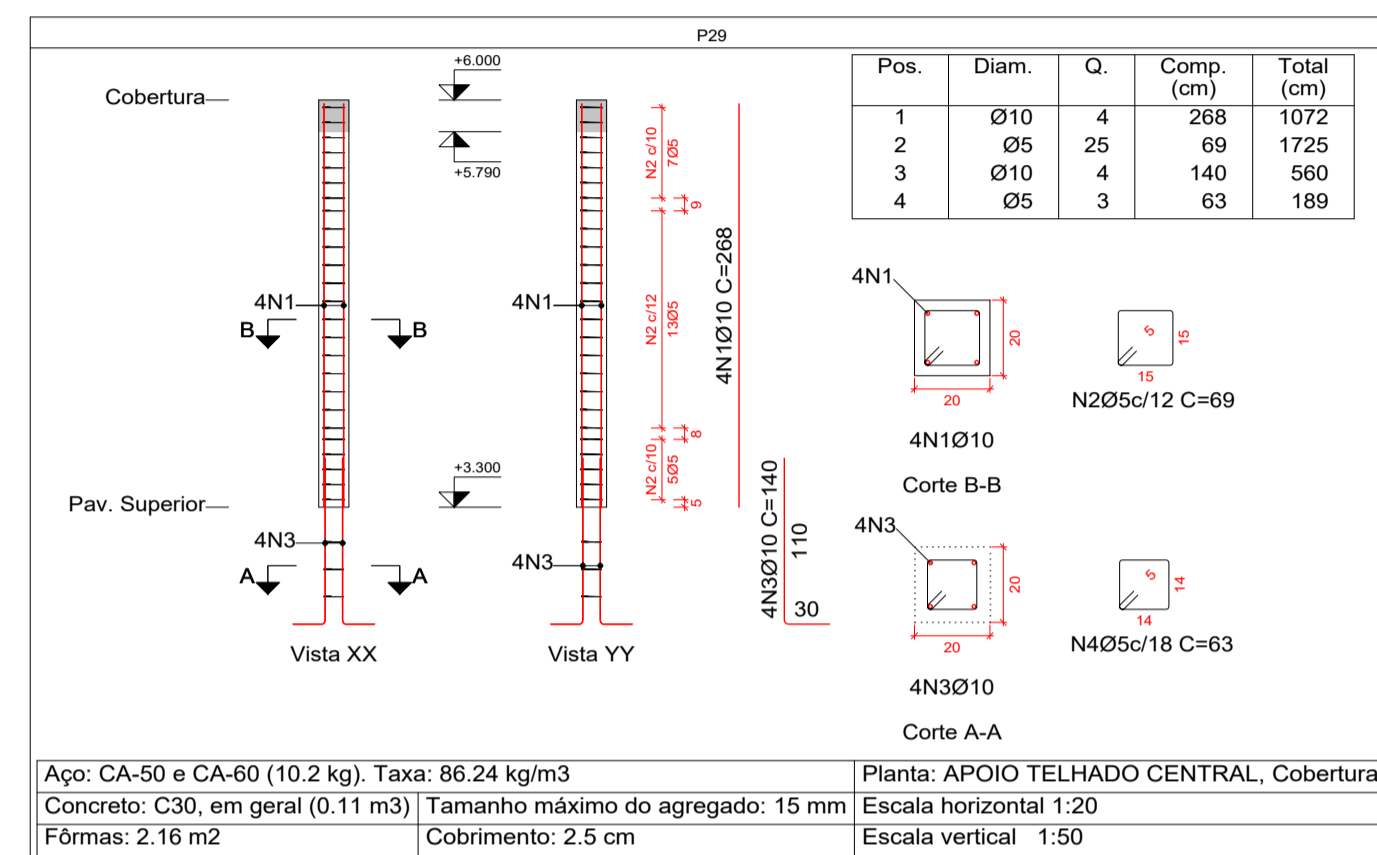 P29
Cobertura
+6.000
+5.790
N2 c/10
7Ø5
9
N2 c/12
13Ø5
8
N2 c/10
5Ø5
5
4N1
4N1
B
B
4N1Ø10 C=268
Pav. Superior
+3.300
4N3
4N3
A
A
4N3Ø10 C=140
110
30
Vista XX
Vista YY
Pos. Diam. Q. Comp. (cm) Total (cm)
1 Ø10 4 268 1072
2 Ø5 25 69 1725
3 Ø10 4 140 560
4 Ø5 3 63 189
4N1
20
20
4N1Ø10
Corte B-B
5
15
15
N2Ø5c/12 C=69
4N3
20
20
4N3Ø10
Corte A-A
5
14
14
N4Ø5c/18 C=63
Aço: CA-50 e CA-60 (10.2 kg). Taxa: 86.24 kg/m3
Planta: APOIO TELHADO CENTRAL, Cobertura
Concreto: C30, em geral (0.11 m3)
Tamanho máximo do agregado: 15 mm
Escala horizontal 1:20
Fôrmas: 2.16 m2
Cobrimento: 2.5 cm
Escala vertical 1:50